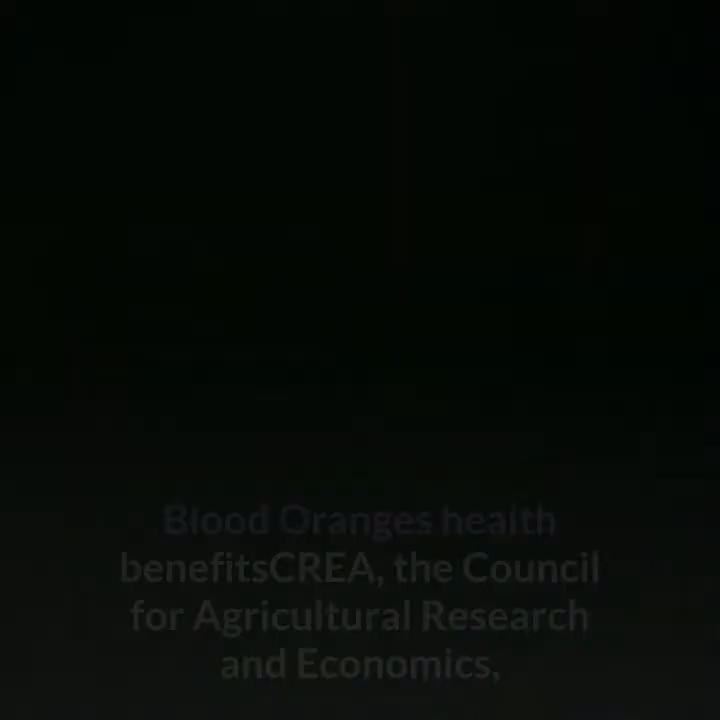 Blood Oranges health
benefitsCREA, the Council
for Agricultural Research
and Economics,